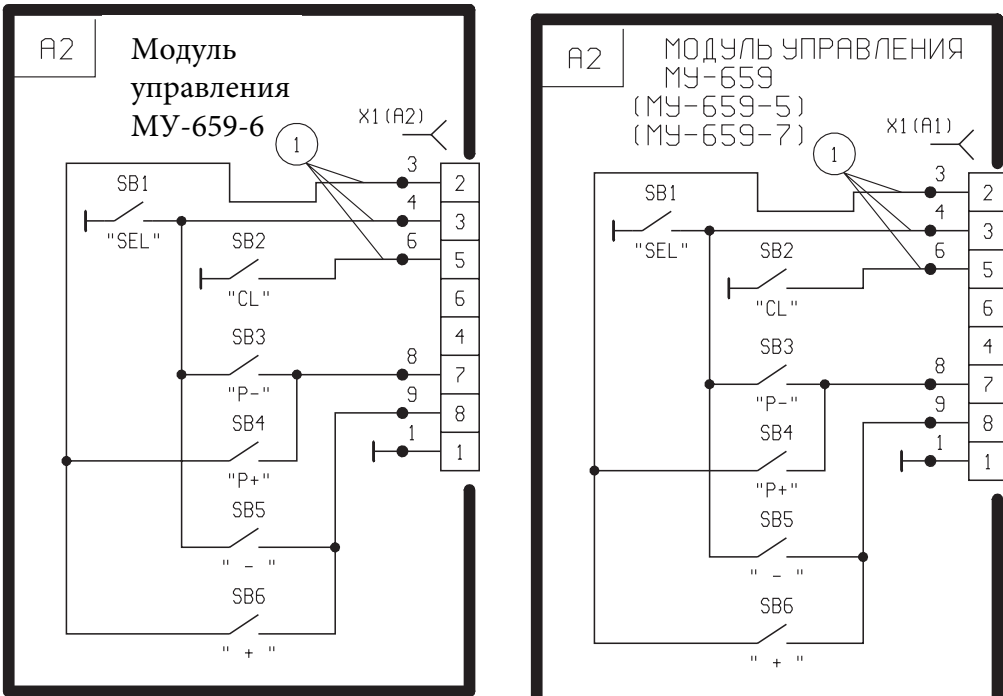 А2
Модуль
управления
МУ-659-6
X1(A2)
1
3
2
SB1
4
3
"SEL"
SB2
6
5
"CL"
6
SB3
4
8
7
"P-"
9
8
SB4
1
1
"P+"
SB5
" - "
SB6
" + "
А2
МОДУЛЬ УПРАВЛЕНИЯ
МУ-659
(МУ-659-5)
(МУ-659-7)
X1(A1)
1
3
2
SB1
4
3
"SEL"
SB2
6
5
"CL"
6
SB3
4
8
7
"P-"
9
8
SB4
1
1
"P+"
SB5
" - "
SB6
" + "